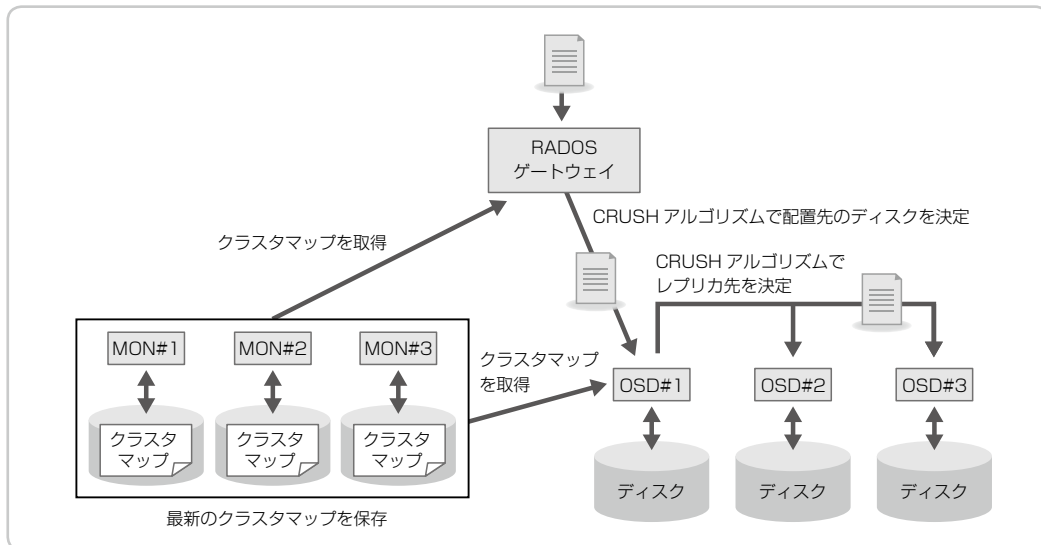 RADOS
ゲートウェイ
CRUSH アルゴリズムで配置先のディスクを決定
クラスタマップを取得
CRUSH アルゴリズムで
レプリカ先を決定
MON#1
MON#2
MON#3
クラスタマップ
を取得
OSD#1
OSD#2
OSD#3
クラスタ
マップ
クラスタ
マップ
クラスタ
マップ
ディスク
ディスク
ディスク
最新のクラスタマップを保存